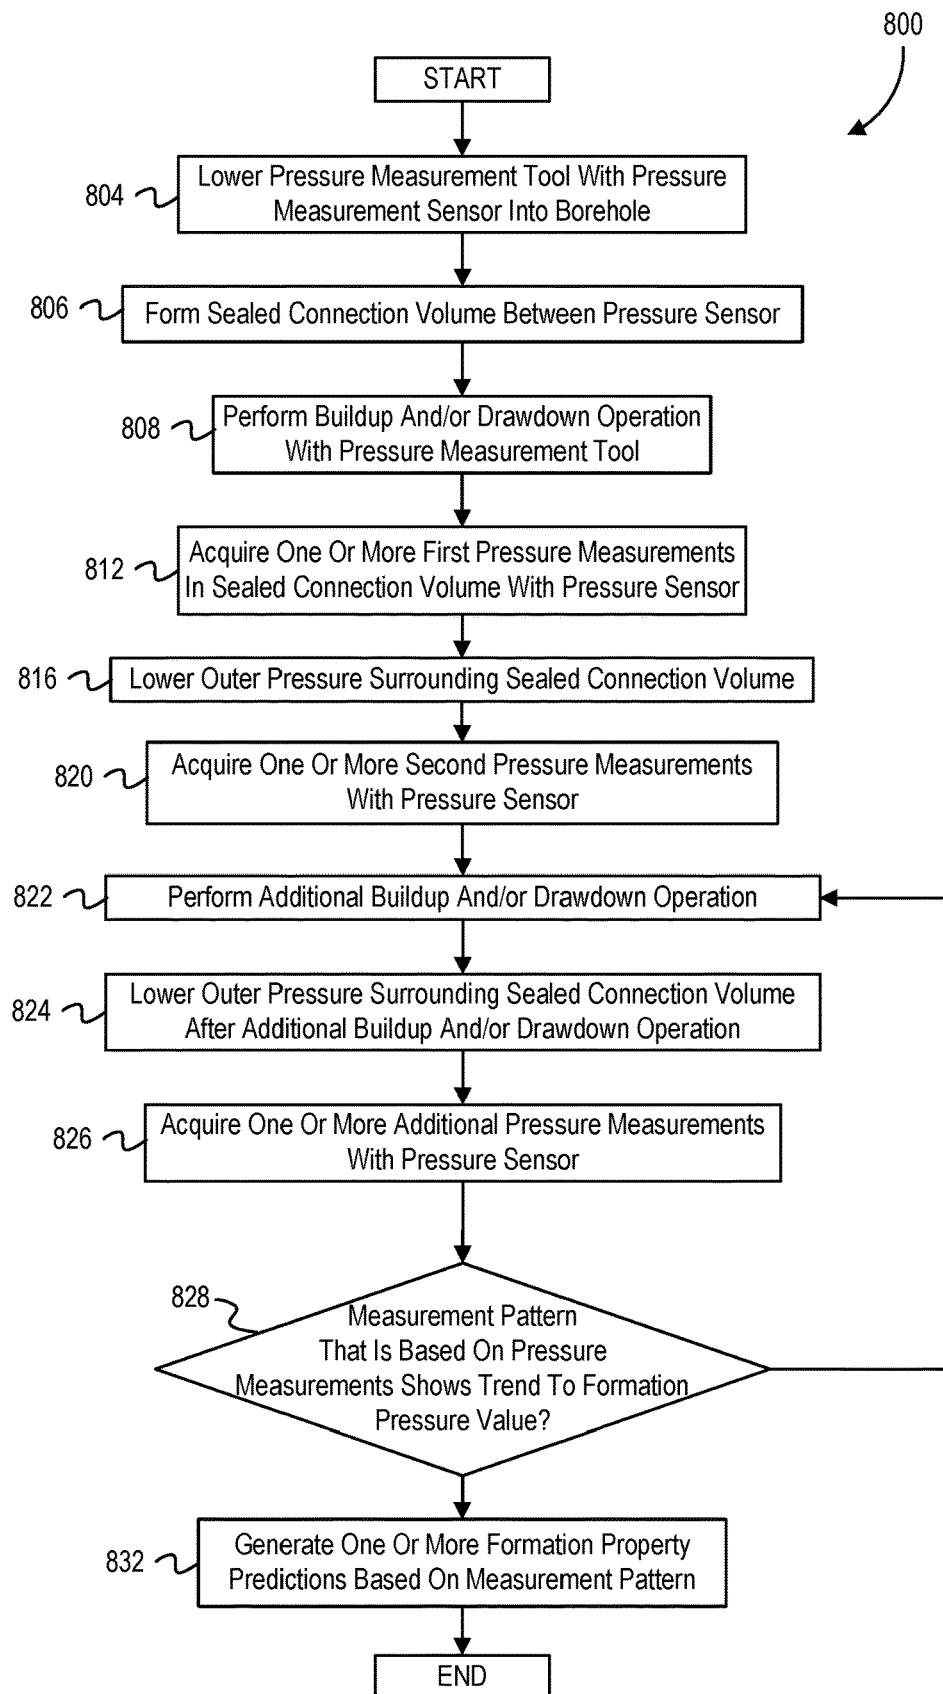 800
START
804
Lower Pressure Measurement Tool With Pressure
Measurement Sensor Into Borehole
806
Form Sealed Connection Volume Between Pressure Sensor
808
Perform Buildup And/or Drawdown Operation
With Pressure Measurement Tool
812
Acquire One Or More First Pressure Measurements
In Sealed Connection Volume With Pressure Sensor
816
Lower Outer Pressure Surrounding Sealed Connection Volume
820
Acquire One Or More Second Pressure Measurements
With Pressure Sensor
822
Perform Additional Buildup And/or Drawdown Operation
824
Lower Outer Pressure Surrounding Sealed Connection Volume
After Additional Buildup And/or Drawdown Operation
826
Acquire One Or More Additional Pressure Measurements
With Pressure Sensor
828
Measurement Pattern
That Is Based On Pressure
Measurements Shows Trend To Formation
Pressure Value?
832
Generate One Or More Formation Property
Predictions Based On Measurement Pattern
END